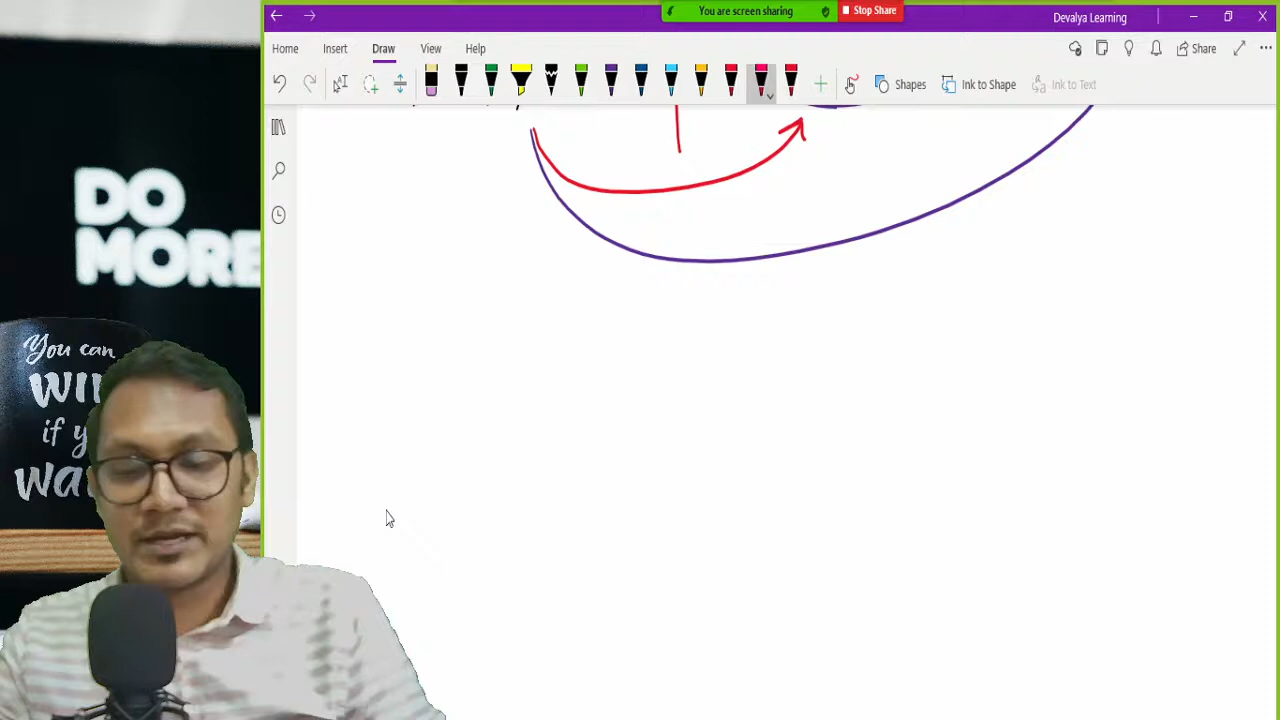 You are screen sharing
Stop Share
Devalya Learning
Home Insert Draw View Help
Share
Shapes Ink to Shape Ink to Text
DO
MORE
You can
WIN
if y
wa